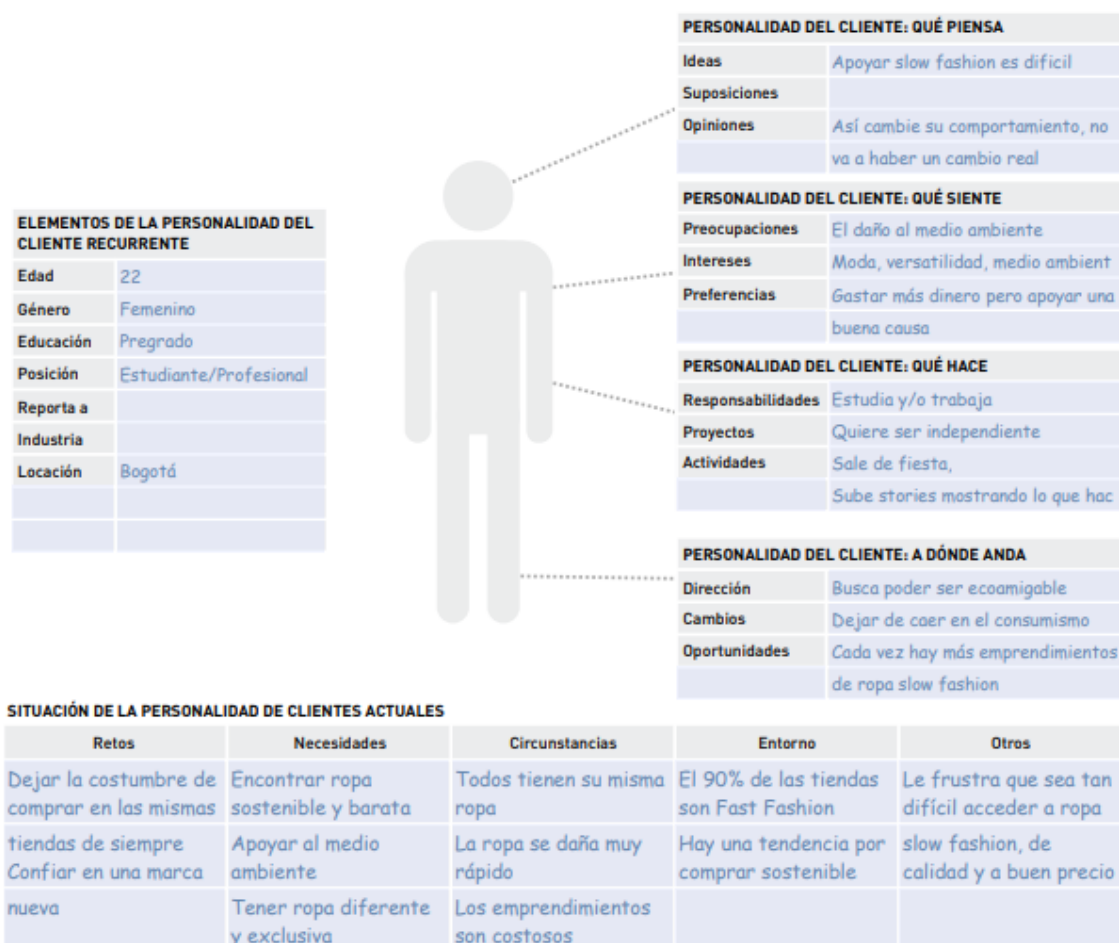 PERSONALIDAD DEL CLIENTE: QUÉ PIENSA
Ideas Apoyar slow fashion es dificil
Suposiciones
Opiniones Así cambie su comportamiento, no
va a haber un cambio real
ELEMENTOS DE LA PERSONALIDAD DEL
CLIENTE RECURRENTE
Edad 22
Género Femenino
Educación Pregrado
Posición Estudiante/Profesional
Reporta a
Industria
Locación Bogotá
PERSONALIDAD DEL CLIENTE: QUÉ SIENTE
Preocupaciones El daño al medio ambiente
Intereses Moda, versatilidad, medio ambient
Preferencias Gastar más dinero pero apoyar una
buena causa
PERSONALIDAD DEL CLIENTE: QUÉ HACE
Responsabilidades Estudia y/o trabaja
Proyectos Quiere ser independiente
Actividades Sale de fiesta,
Sube stories mostrando lo que hac
PERSONALIDAD DEL CLIENTE: A DÓNDE ANDA
Dirección Busca poder ser ecoamigable
Cambios Dejar de caer en el consumismo
Oportunidades Cada vez hay más emprendimientos
de ropa slow fashion
SITUACIÓN DE LA PERSONALIDAD DE CLIENTES ACTUALES
Retos Necesidades Circunstancias Entorno Otros
Dejar la costumbre de Encontrar ropa Todos tienen su misma El 90% de las tiendas Le frustra que sea tan
comprar en las mismas sostenible y barata ropa son Fast Fashion difícil acceder a ropa
tiendas de siempre Apoyar al medio La ropa se daña muy Hay una tendencia por slow fashion, de
Confiar en una marca ambiente rápido comprar sostenible calidad y a buen precio
nueva Tener ropa diferente Los emprendimientos
y exclusiva son costosos